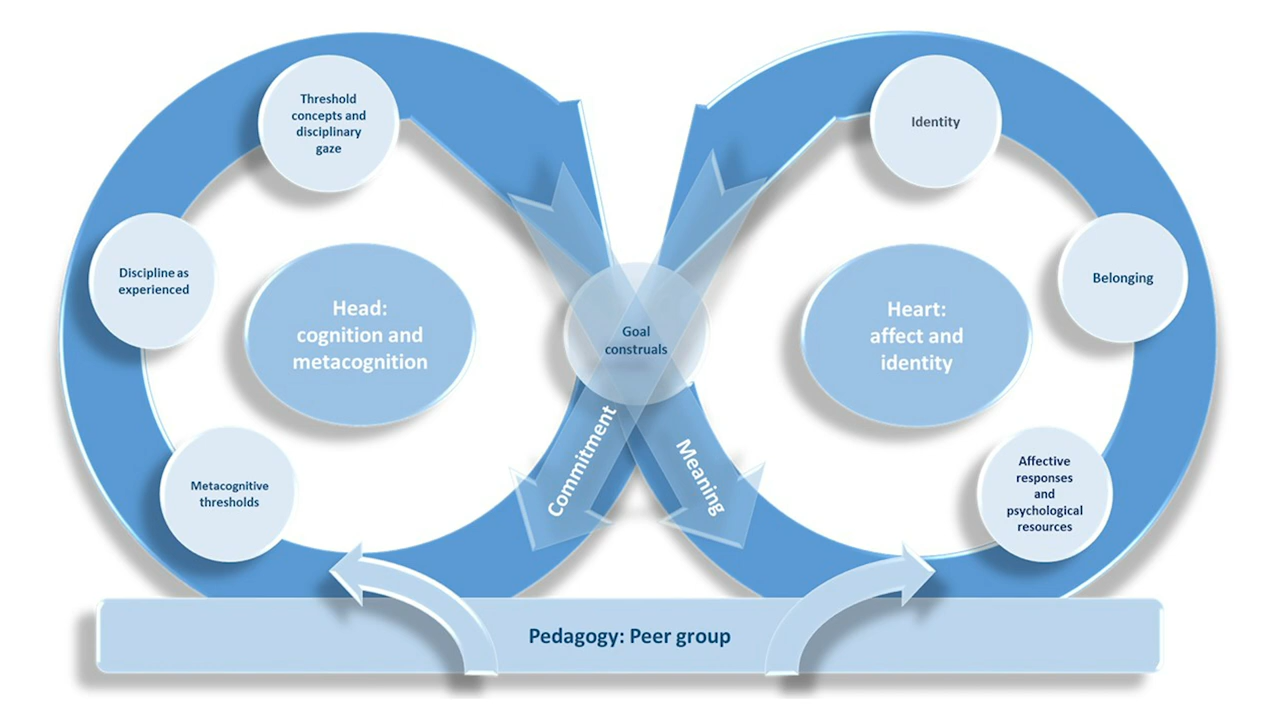 Threshold
concepts and
disciplinary
gaze
Discipline as
experienced
Metacognitive
thresholds
Head:
cognition and
metacognition
Goal
construals
Commitment
Meaning
Heart:
affect and
identity
Identity
Belonging
Affective
responses
and
psychological
resources
Pedagogy: Peer group